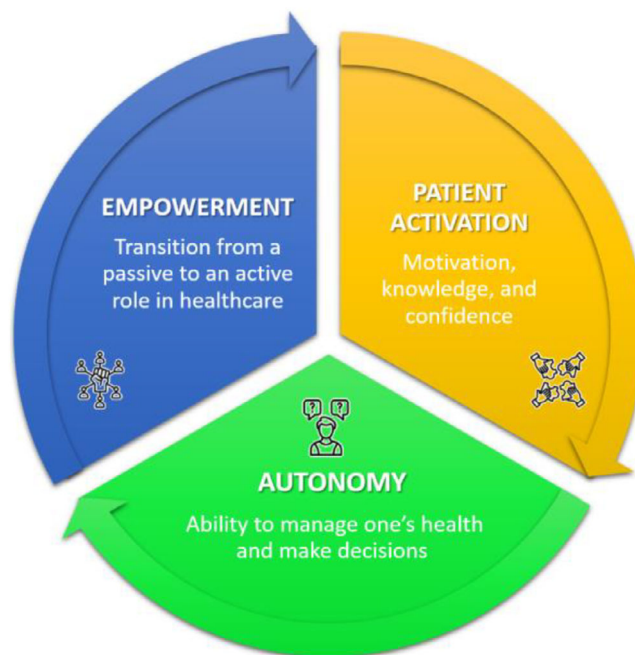 EMPOWERMENT
Transition from a
passive to an active
role in healthcare
PATIENT
ACTIVATION
Motivation,
knowledge, and
confidence
? ?
AUTONOMY
Ability to manage one’s health
and make decisions